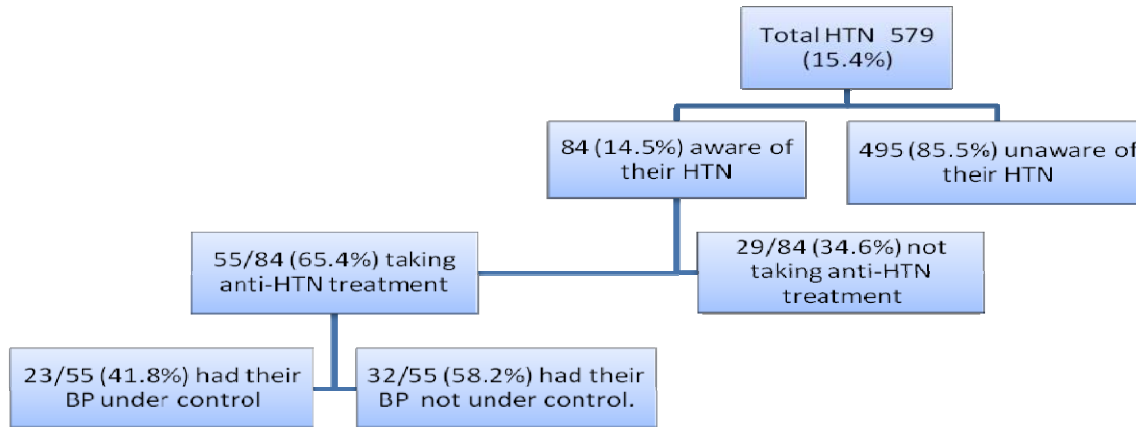 Total HTN 579
(15.4%)
84 (14.5%) aware of
their HTN
495 (85.5%) unaware of
their HTN
55/84 (65.4%) taking
anti-HTN treatment
29/84 (34.6%) not
taking anti-HTN
treatment
23/55 (41.8%) had their
BP under control
32/55 (58.2%) had their
BP not under control.